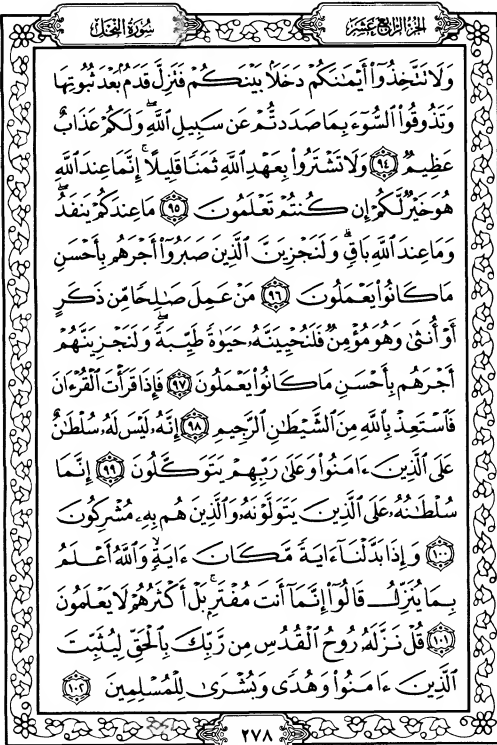 الجزء الرابع عشر
سورة النحل
وَلَا تَتَّخِذُوٓا۟ أَيْمَٰنَكُمْ دَخَلًۢا بَيْنَكُمْ فَتَزِلَّ قَدَمٌۢ بَعْدَ ثُبُوتِهَا
وَتَذُوقُوا۟ ٱلسُّوٓءَ بِمَا صَدَدتُّمْ عَن سَبِيلِ ٱللَّهِ ۖ وَلَكُمْ عَذَابٌ
عَظِيمٌ ٩٤ وَلَا تَشْتَرُوا۟ بِعَهْدِ ٱللَّهِ ثَمَنًا قَلِيلًا ۚ إِنَّمَا عِندَ ٱللَّهِ
هُوَ خَيْرٌ لَّكُمْ إِن كُنتُمْ تَعْلَمُونَ ٩٥ مَا عِندَكُمْ يَنفَدُ ۖ
وَمَا عِندَ ٱللَّهِ بَاقٍ ۗ وَلَنَجْزِيَنَّ ٱلَّذِينَ صَبَرُوٓا۟ أَجْرَهُم بِأَحْسَنِ
مَا كَانُوا۟ يَعْمَلُونَ ٩٦ مَنْ عَمِلَ صَٰلِحًا مِّن ذَكَرٍ
أَوْ أُنثَىٰ وَهُوَ مُؤْمِنٌ فَلَنُحْيِيَنَّهُۥ حَيَوٰةً طَيِّبَةً ۖ وَلَنَجْزِيَنَّهُمْ
أَجْرَهُم بِأَحْسَنِ مَا كَانُوا۟ يَعْمَلُونَ ٩٧ فَإِذَا قَرَأْتَ ٱلْقُرْءَانَ
فَٱسْتَعِذْ بِٱللَّهِ مِنَ ٱلشَّيْطَٰنِ ٱلرَّجِيمِ ٩٨ إِنَّهُۥ لَيْسَ لَهُۥ سُلْطَٰنٌ
عَلَى ٱلَّذِينَ ءَامَنُوا۟ وَعَلَىٰ رَبِّهِمْ يَتَوَكَّلُونَ ٩٩ إِنَّمَا
سُلْطَٰنُهُۥ عَلَى ٱلَّذِينَ يَتَوَلَّوْنَهُۥ وَٱلَّذِينَ هُم بِهِۦ مُشْرِكُونَ
١٠٠ وَإِذَا بَدَّلْنَآ ءَايَةً مَّكَانَ ءَايَةٍ ۙ وَٱللَّهُ أَعْلَمُ
بِمَا يُنَزِّلُ قَالُوٓا۟ إِنَّمَآ أَنتَ مُفْتَرٍۭ ۚ بَلْ أَكْثَرُهُمْ لَا يَعْلَمُونَ
١٠١ قُلْ نَزَّلَهُۥ رُوحُ ٱلْقُدُسِ مِن رَّبِّكَ بِٱلْحَقِّ لِيُثَبِّتَ
ٱلَّذِينَ ءَامَنُوا۟ وَهُدًى وَبُشْرَىٰ لِلْمُسْلِمِينَ ١٠٢
٢٧٨